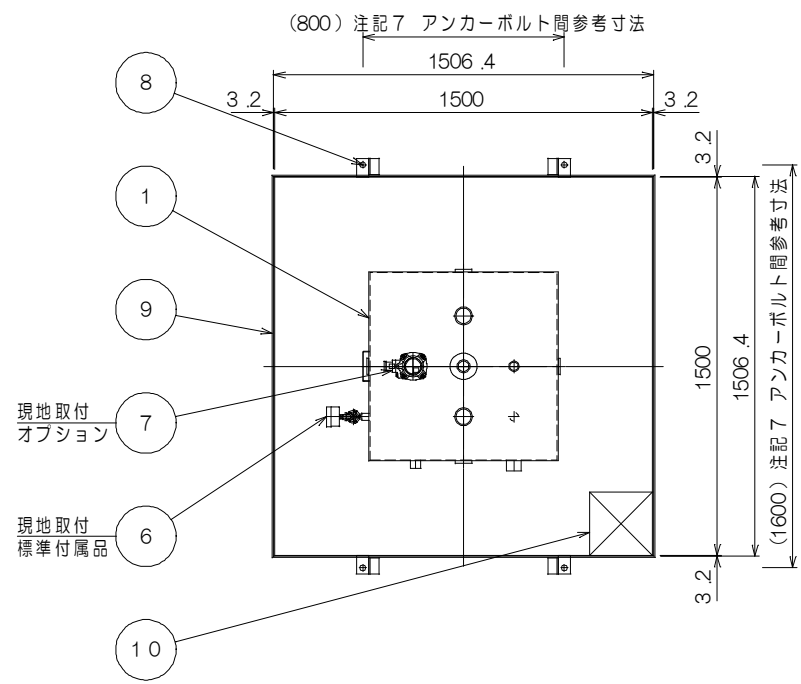 (800) 注記7 アンカーボルト間参考寸法
1506.4
3.2
1500
3.2
8
1
9
7
6
10
現地取付
オプション
現地取付
標準付属品
3.2
1500
3.2
1506.4
(1600) 注記7 アンカーボルト間参考寸法